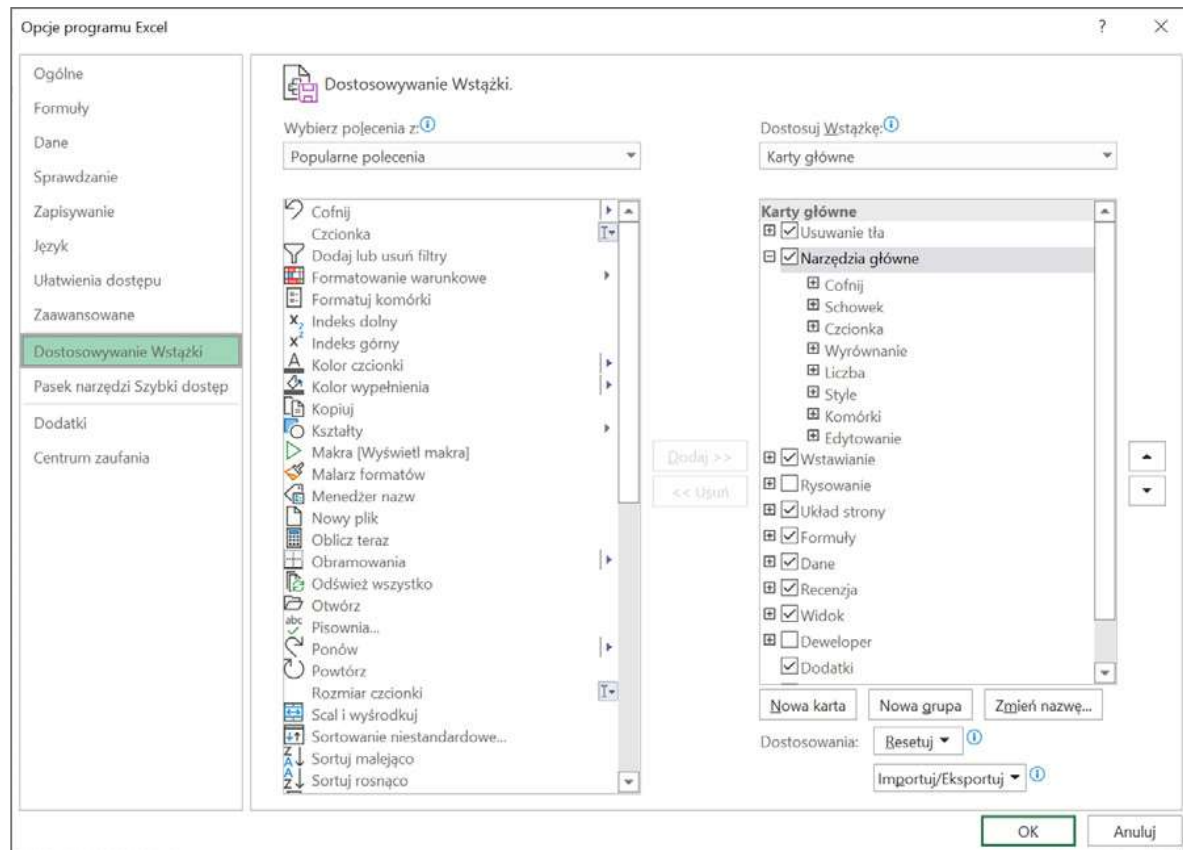 Opcje programu Excel
?
Ogólne
Formuły
Dane
Sprawdzanie
Zapisywanie
Język
Ułatwienia dostępu
Zaawansowane
Dostosowywanie Wstążki
Pasek narzędzi Szybki dostęp
Dodatki
Centrum zaufania
Dostosowywanie Wstążki.
Wybierz polecenia z:
Popularne polecenia
Cofnij
Czcionka
Dodaj lub usuń filtry
Formatowanie warunkowe
Formatuj komórki
Indeks dolny
Indeks górny
Kolor czcionki
Kolor wypełnienia
Kopiuj
Kształty
Makra [Wyświetl makra]
Malarz formatów
Menedżer nazw
Nowy plik
Oblicz teraz
Obramowania
Odśwież wszystko
Otwórz
Pisownia...
Ponów
Powtórz
Rozmiar czcionki
Scal i wyśrodkuj
Sortowanie niestandardowe...
Sortuj malejąco
Sortuj rosnąco
Dodaj >>
<< Usuń
Dostosuj Wstążkę:
Karty główne
Karty główne
Usuwanie tła
Narzędzia główne
Cofnij
Schowek
Czcionka
Wyrównanie
Liczba
Style
Komórki
Edytowanie
Wstawianie
Rysowanie
Układ strony
Formuły
Dane
Recenzja
Widok
Deweloper
Dodatki
Nowa karta
Nowa grupa
Zmień nazwę...
Dostosowania:
Resetuj
Importuj/Eksportuj
OK
Anuluj